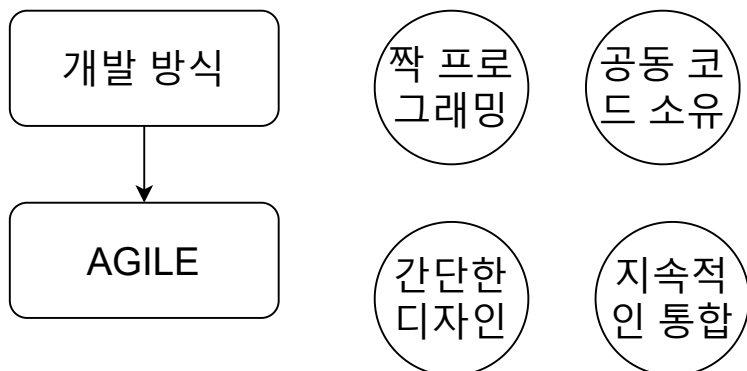 개발 방식
AGILE
짝 프로
그래밍
공동 코
드 소유
간단한
디자인
지속적
인 통합